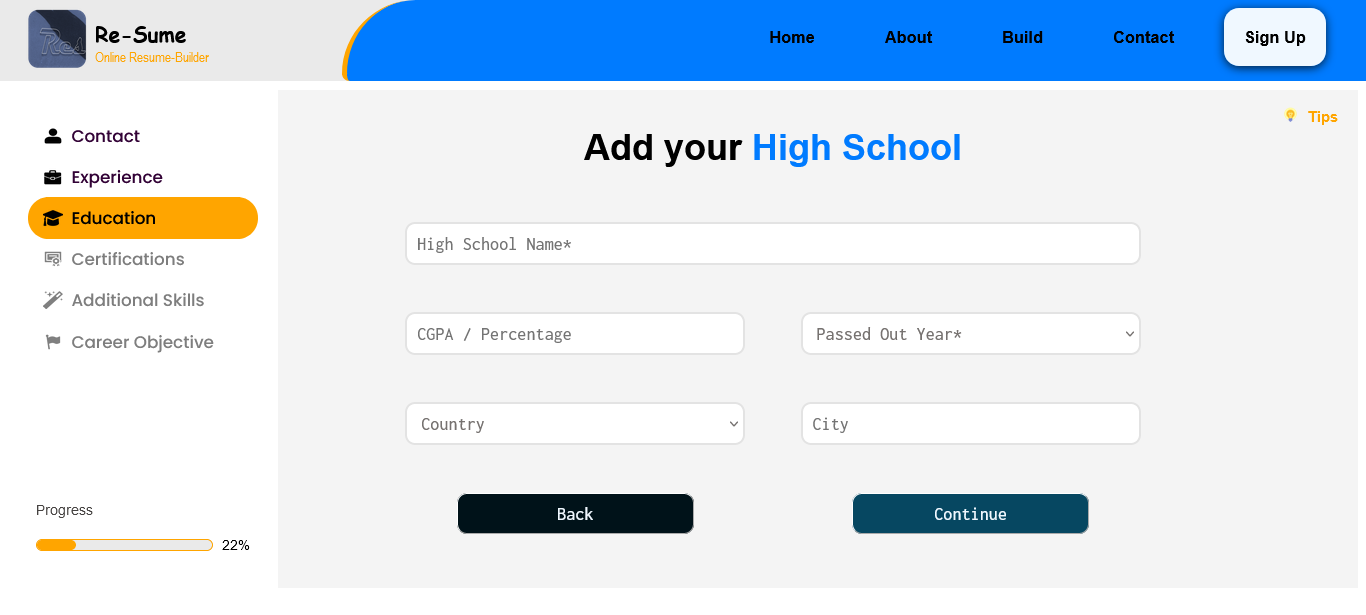 Res
Re-Sume
Online Resume-Builder
Home
About
Build
Contact
Sign Up
Contact
Experience
Education
Certifications
Additional Skills
Career Objective
Progress
22%
Tips
Add your High School
High School Name*
CGPA / Percentage
Passed Out Year*
Country
City
Back
Continue